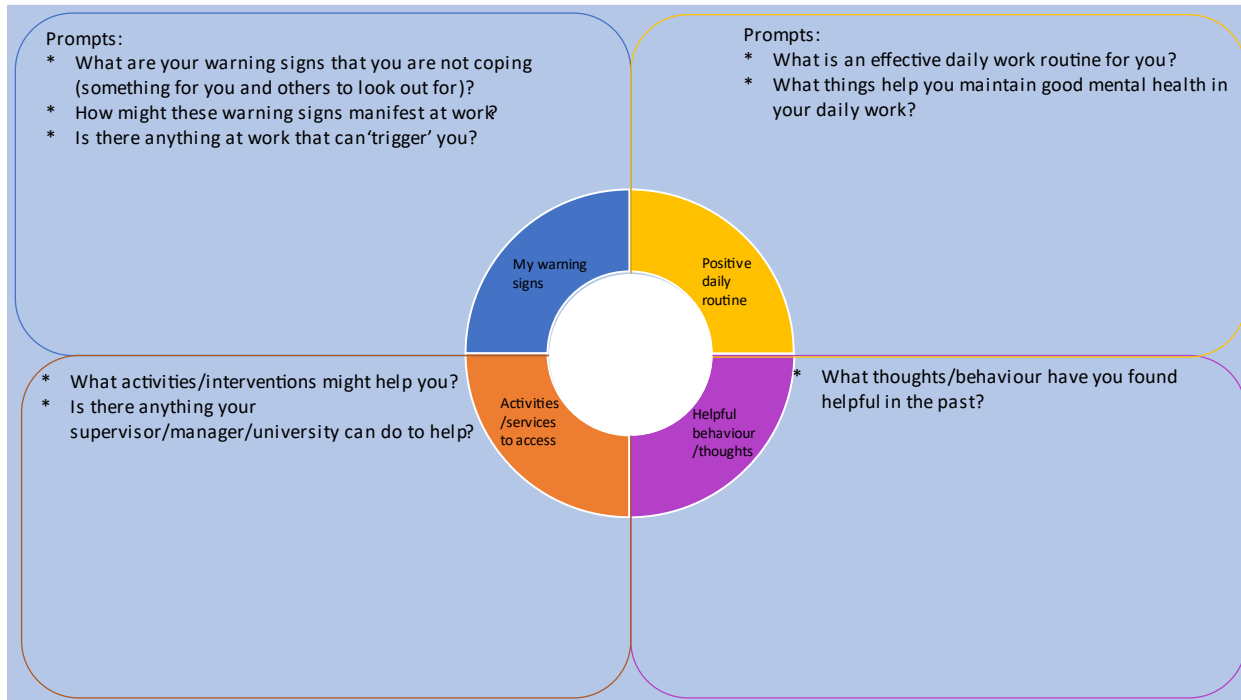 Prompts:
* What are your warning signs that you are not coping
(something for you and others to look out for)?
* How might these warning signs manifest at work?
* Is there anything at work that can 'trigger' you?
Prompts:
* What is an effective daily work routine for you?
* What things help you maintain good mental health in
your daily work?
My warning
signs
Positive
daily
routine
* What activities/interventions might help you?
* Is there anything your
supervisor/manager/university can do to help?
Activities
/services
to access
Helpful
behaviour
/thoughts
* What thoughts/behaviour have you found
helpful in the past?